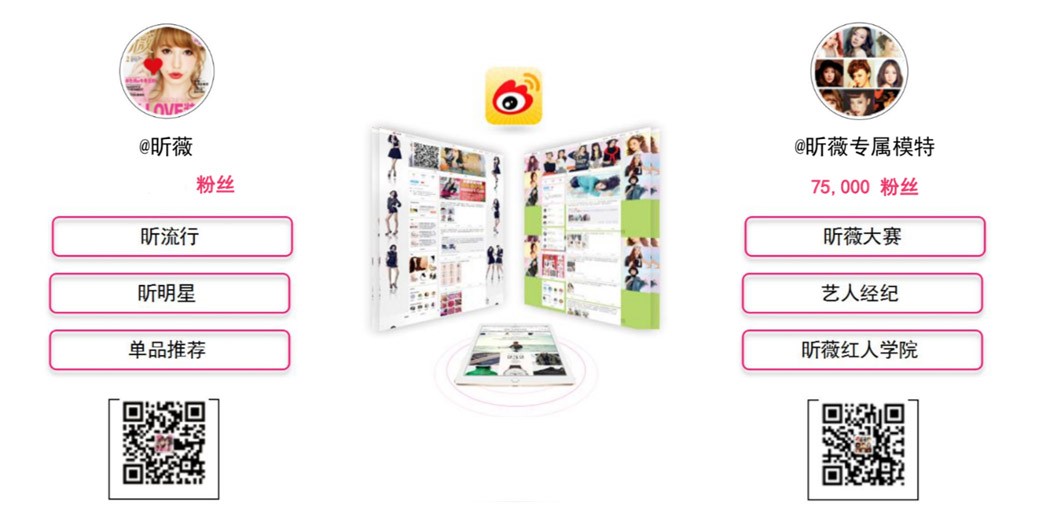 LOVE
@昕薇
粉丝
昕流行
昕明星
单品推荐
@昕薇专属模特
75,000 粉丝
昕薇大赛
艺人经纪
昕薇红人学院